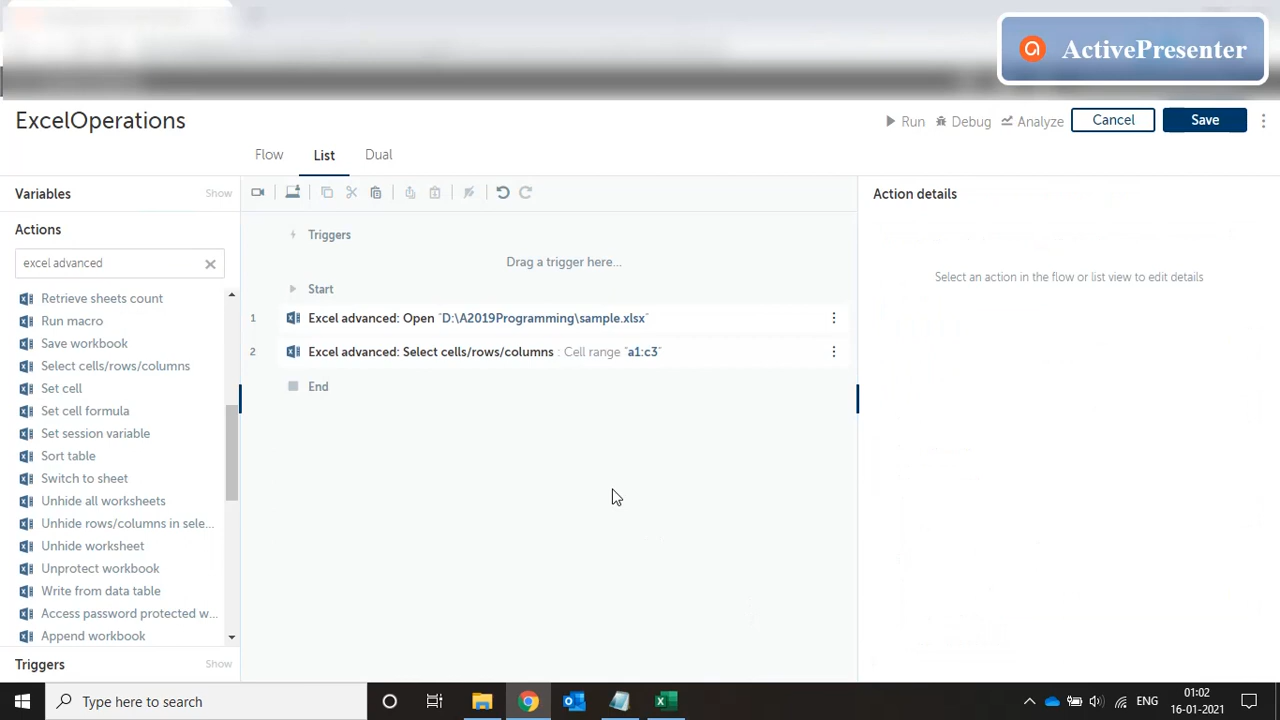 ActivePresenter
ExcelOperations
Run
Debug
Analyze
Cancel
Save
Flow
List
Dual
Variables
Show
Action details
Actions
excel advanced
Triggers
Drag a trigger here...
Select an action in the flow or list view to edit details
Start
1 Excel advanced: Open "D:\A2019Programming\sample.xlsx"
2 Excel advanced: Select cells/rows/columns : Cell range "a1:c3"
End
Retrieve sheets count
Run macro
Save workbook
Select cells/rows/columns
Set cell
Set cell formula
Set session variable
Sort table
Switch to sheet
Unhide all worksheets
Unhide rows/columns in sele...
Unhide worksheet
Unprotect workbook
Write from data table
Access password protected w...
Append workbook
Triggers
Show
Type here to search
ENG
01:02
16-01-2021